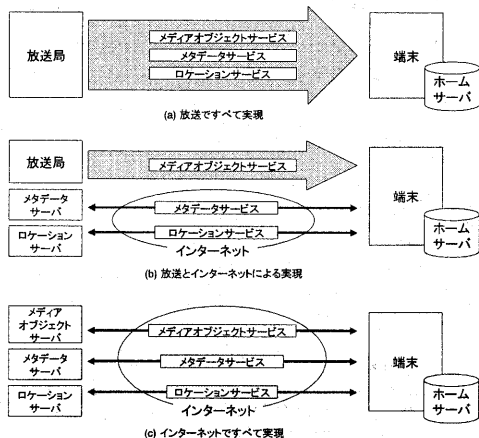 放送局
メディアオブジェクトサービス
メタデータサービス
ロケーションサービス
端末
ホーム
サーバ
(a) 放送ですべて実現
放送局
メディアオブジェクトサービス
メタデータ
サーバ
メタデータサービス
ロケーション
サーバ
ロケーションサービス
インターネット
端末
ホーム
サーバ
(b) 放送とインターネットによる実現
メディア
オブジェクト
サーバ
メディアオブジェクトサービス
メタデータ
サーバ
メタデータサービス
ロケーション
サーバ
ロケーションサービス
インターネット
端末
ホーム
サーバ
(c) インターネットですべて実現